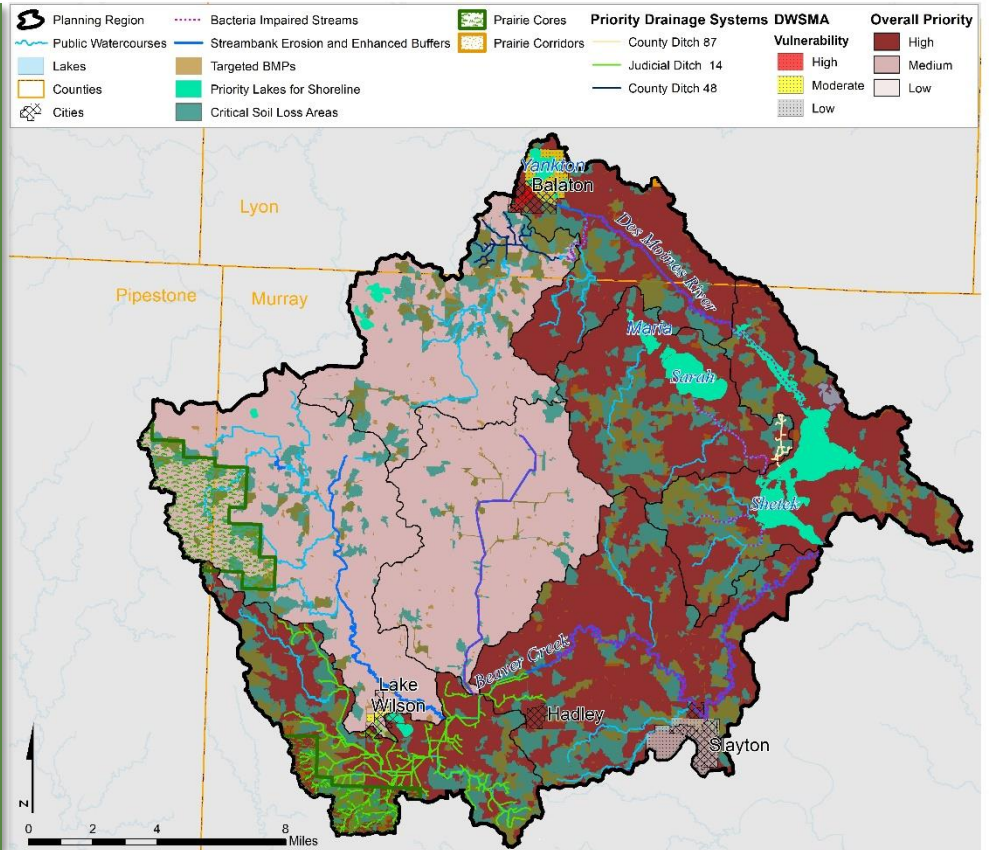 Planning Region
Public Watercourses
Lakes
Counties
Cities
Bacteria Impaired Streams
Streambank Erosion and Enhanced Buffers
Targeted BMPs
Priority Lakes for Shoreline
Critical Soil Loss Areas
Prairie Cores
Prairie Corridors
Priority Drainage Systems
County Ditch 87
Judicial Ditch 14
County Ditch 48
DWSMA
Vulnerability
High
Moderate
Low
Overall Priority
High
Medium
Low
Yankton
Balaton
Lyon
Des Moines River
Pipestone
Murray
Maria
Sarah
Shetek
Beaver Creek
Lake
Wilson
Hadley
Slayton
N
0 2 4 8
Miles